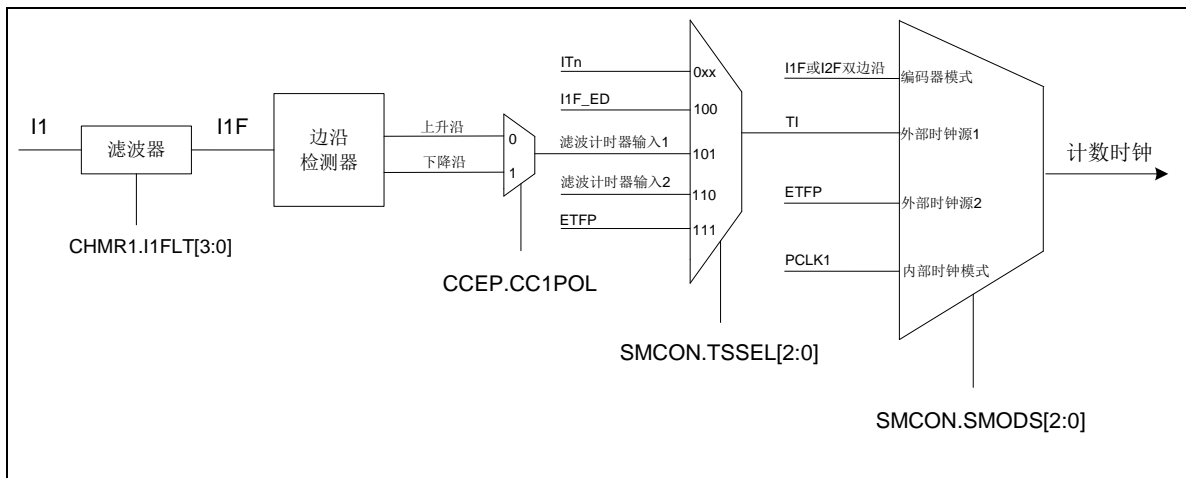 I1
滤波器
CHMR1.I1FLT[3:0]
I1F
边沿
检测器
上升沿
下降沿
0
1
CCEP.CC1POL
ITn
I1F_ED
滤波计时器输入1
滤波计时器输入2
ETFP
0xx
100
101
110
111
SMCON.TSSEL[2:0]
I1F或I2F双边沿
TI
ETFP
PCLK1
编码器模式
外部时钟源1
外部时钟源2
内部时钟模式
SMCON.SMODS[2:0]
计数时钟